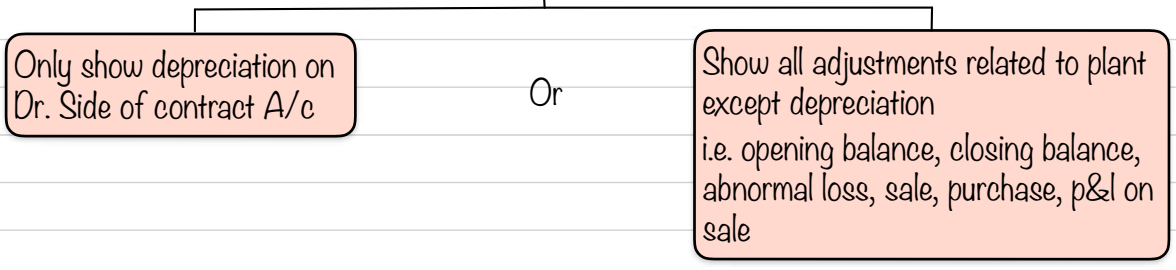 Only show depreciation on
Dr. Side of contract A/c
Or
Show all adjustments related to plant
except depreciation
i.e. opening balance, closing balance,
abnormal loss, sale, purchase, p&l on
sale